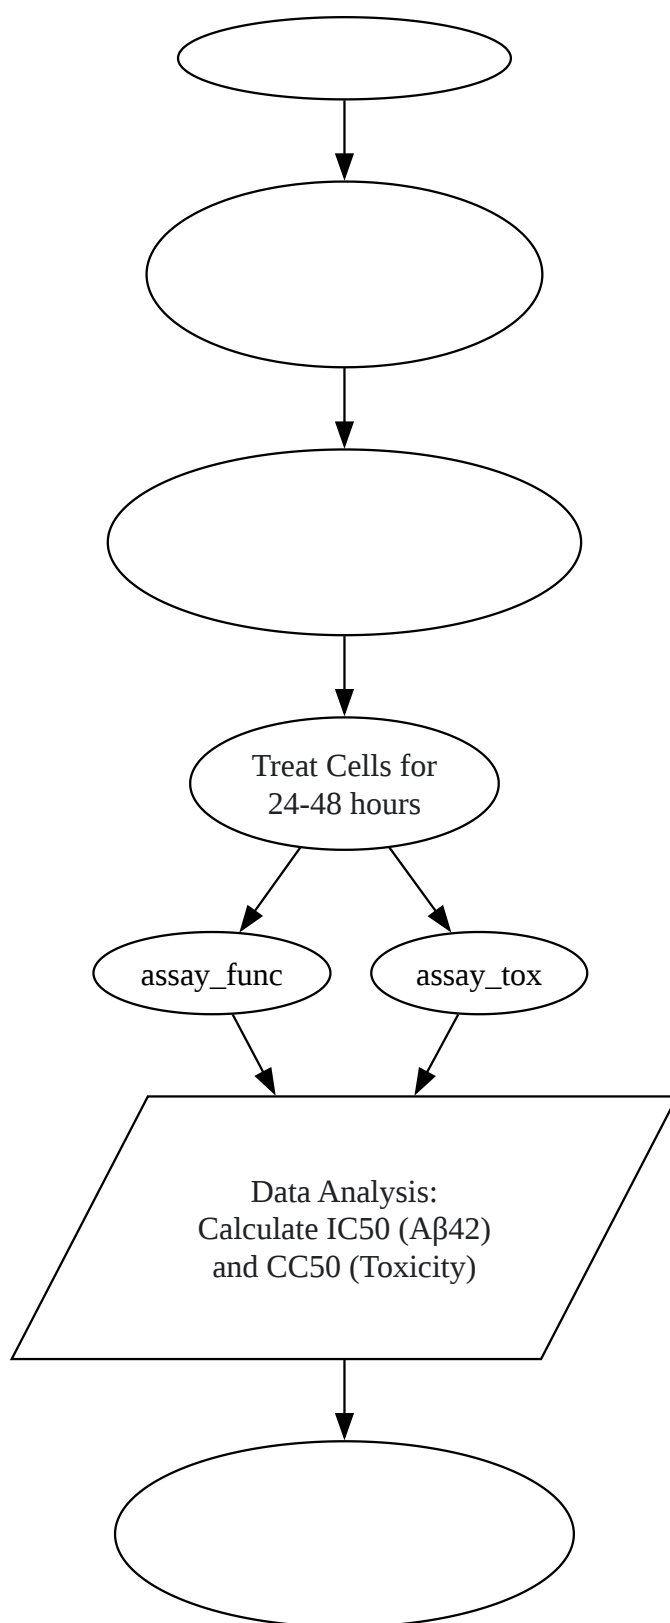 Treat Cells for
24-48 hours
assay_func
assay_tox
Data Analysis:
Calculate IC50 (Aβ42)
and CC50 (Toxicity)